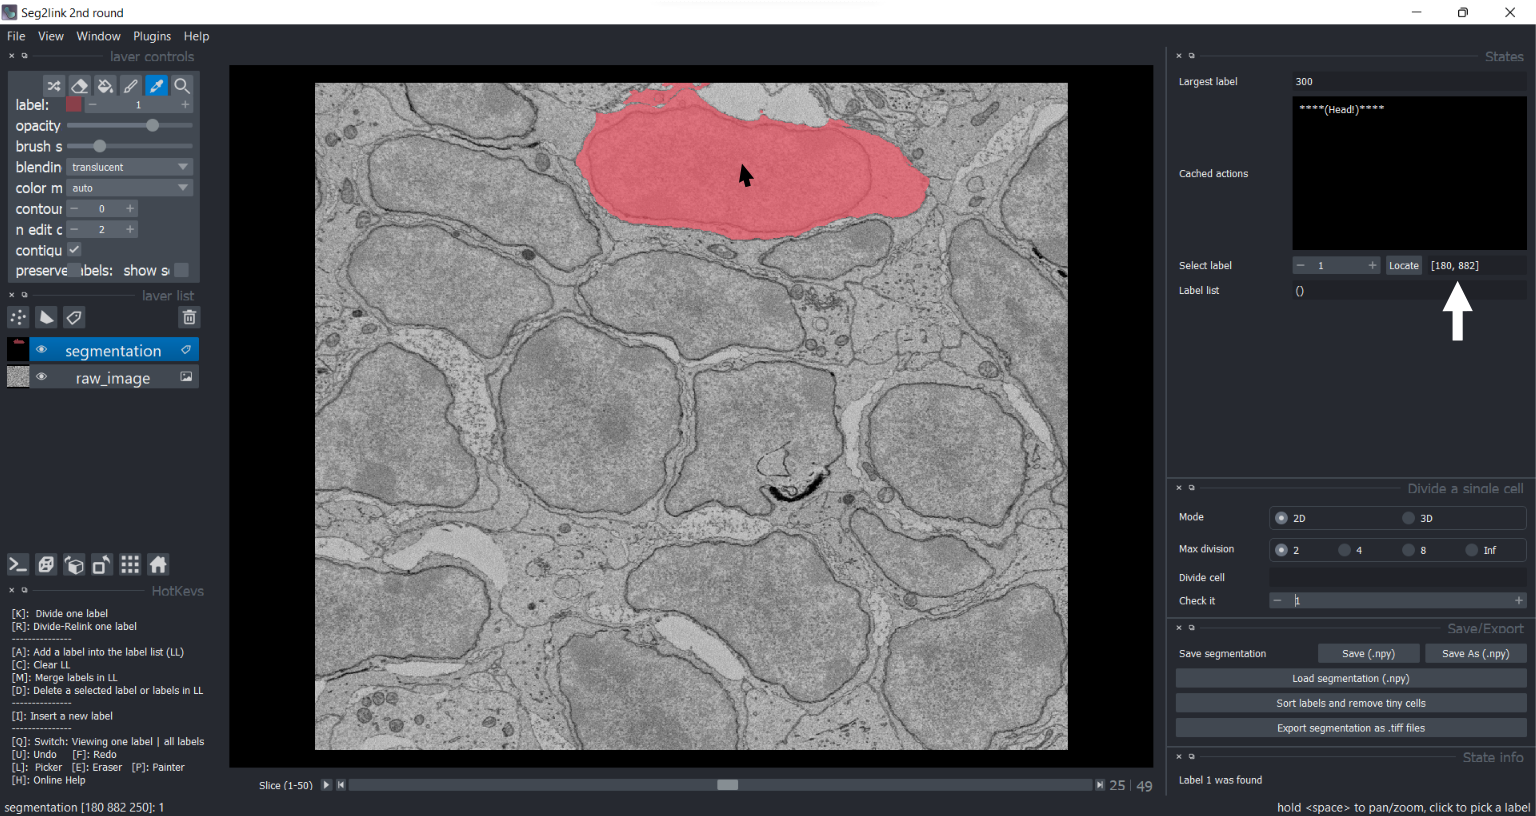 Seg2link 2nd round
File View Window Plugins Help
layer controls
label: 1
opacity
brush s
blendin translucent
color m auto
contour 0
n edit c 2
contigu
preserve abels: show s
layer list
segmentation
raw_image
HotKeys
[K]: Divide one label
[R]: Divide-Relink one label
---------------
[A]: Add a label into the label list (LL)
[C]: Clear LL
[M]: Merge labels in LL
[D]: Delete a selected label or labels in LL
---------------
[I]: Insert a new label
---------------
[Q]: Switch: Viewing one label | all labels
[U]: Undo [F]: Redo
[L]: Picker [E]: Eraser [P]: Painter
[H]: Online Help
segmentation [180 882 250]: 1
Slice (1-50) 25 | 49
States
Largest label 300
****(Head!)****
Cached actions
Select label 1 Locate [180, 882]
Label list ()
Divide a single cell
Mode 2D 3D
Max division 2 4 8 Inf
Divide cell
Check it 1
Save/Export
Save segmentation Save (.npy) Save As (.npy)
Load segmentation (.npy)
Sort labels and remove tiny cells
Export segmentation as .tiff files
State info
Label 1 was found
hold <space> to pan/zoom, click to pick a label